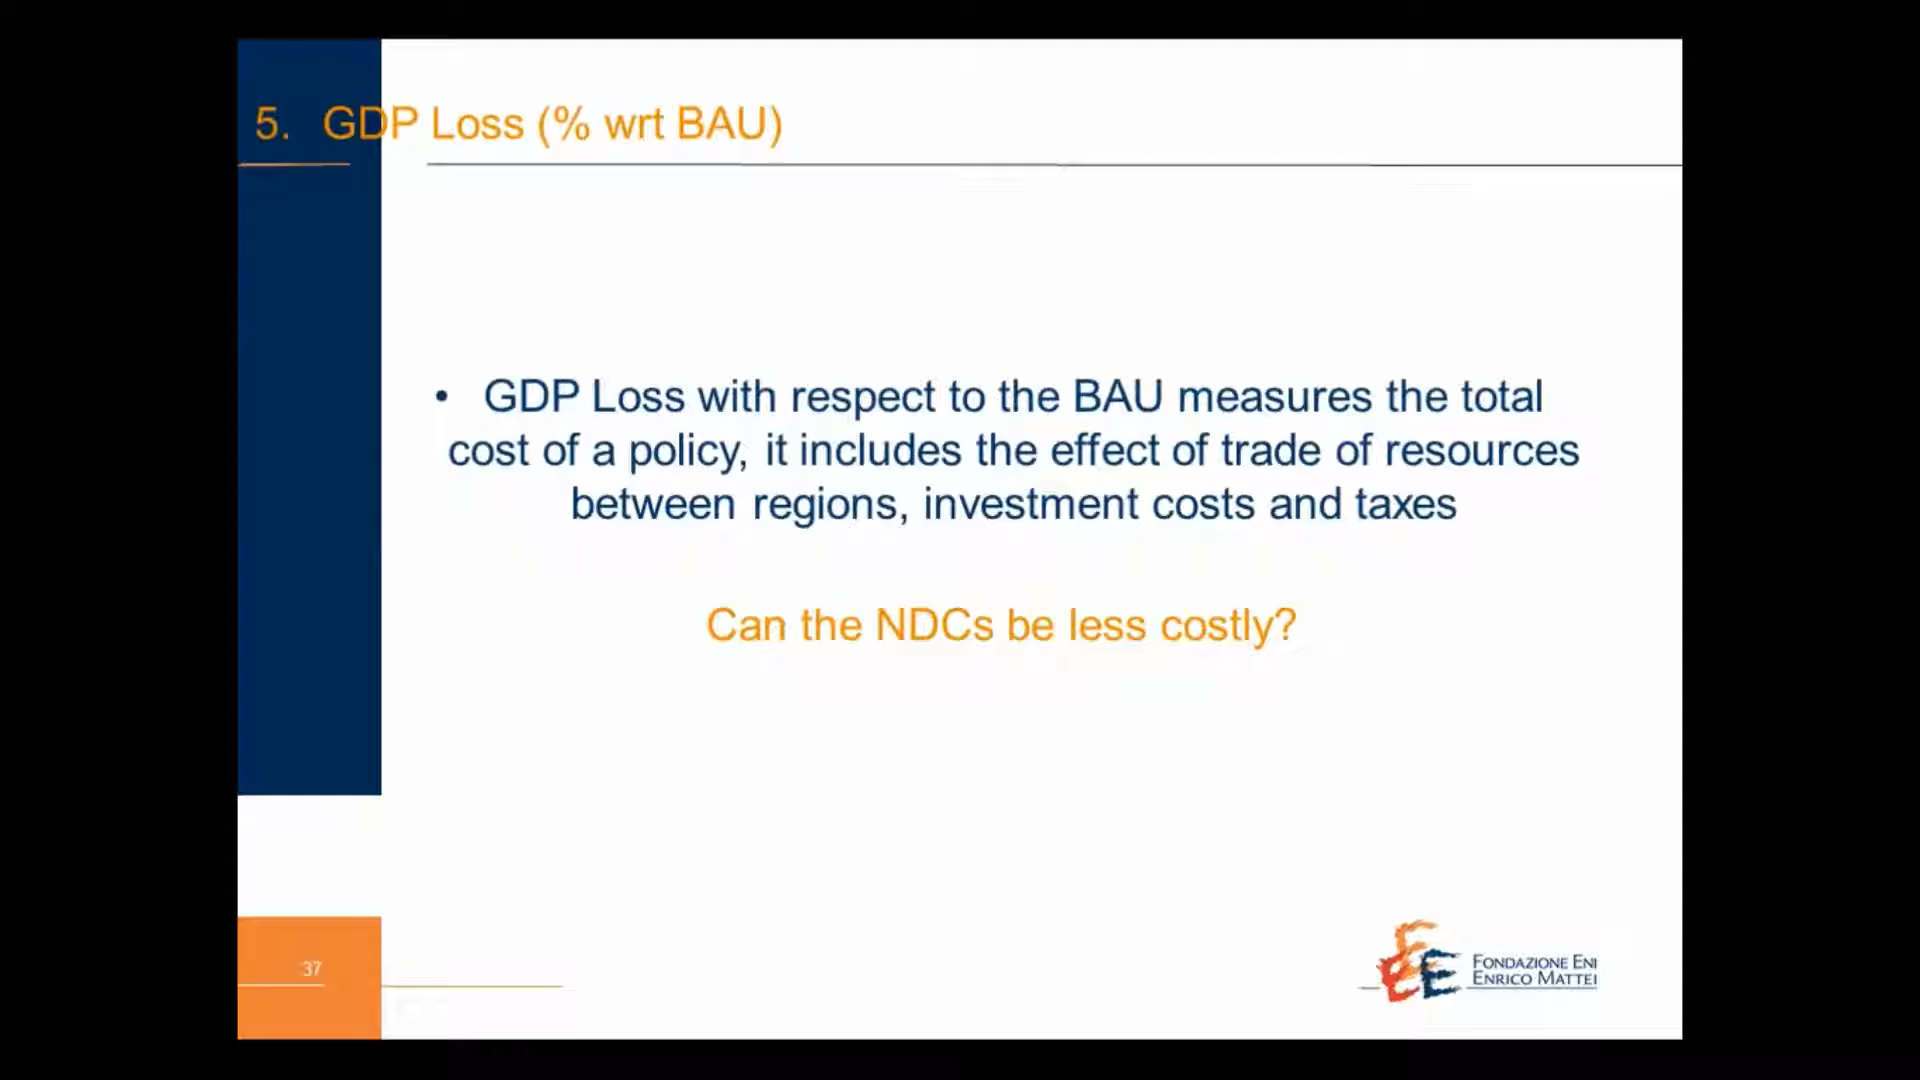 5. GDP Loss (% wrt BAU)
• GDP Loss with respect to the BAU measures the total
cost of a policy, it includes the effect of trade of resources
between regions, investment costs and taxes
Can the NDCs be less costly?
37
FONDAZIONE ENI
ENRICO MATTEI